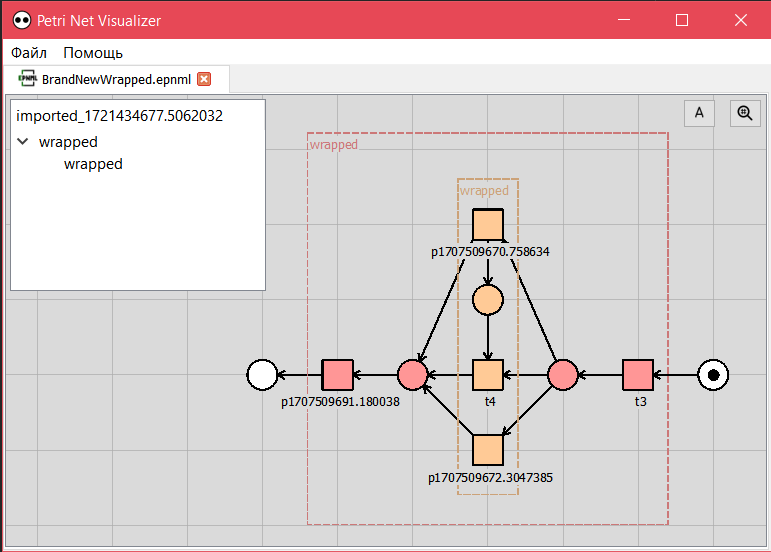 Petri Net Visualizer
Файл Помощь
EPNML BrandNewWrapped.epnml
imported_1721434677.5062032
A
wrapped
wrapped
wrapped
wrapped
p1707509670.758634
p1707509691.180038
t4
t3
p1707509672.3047385